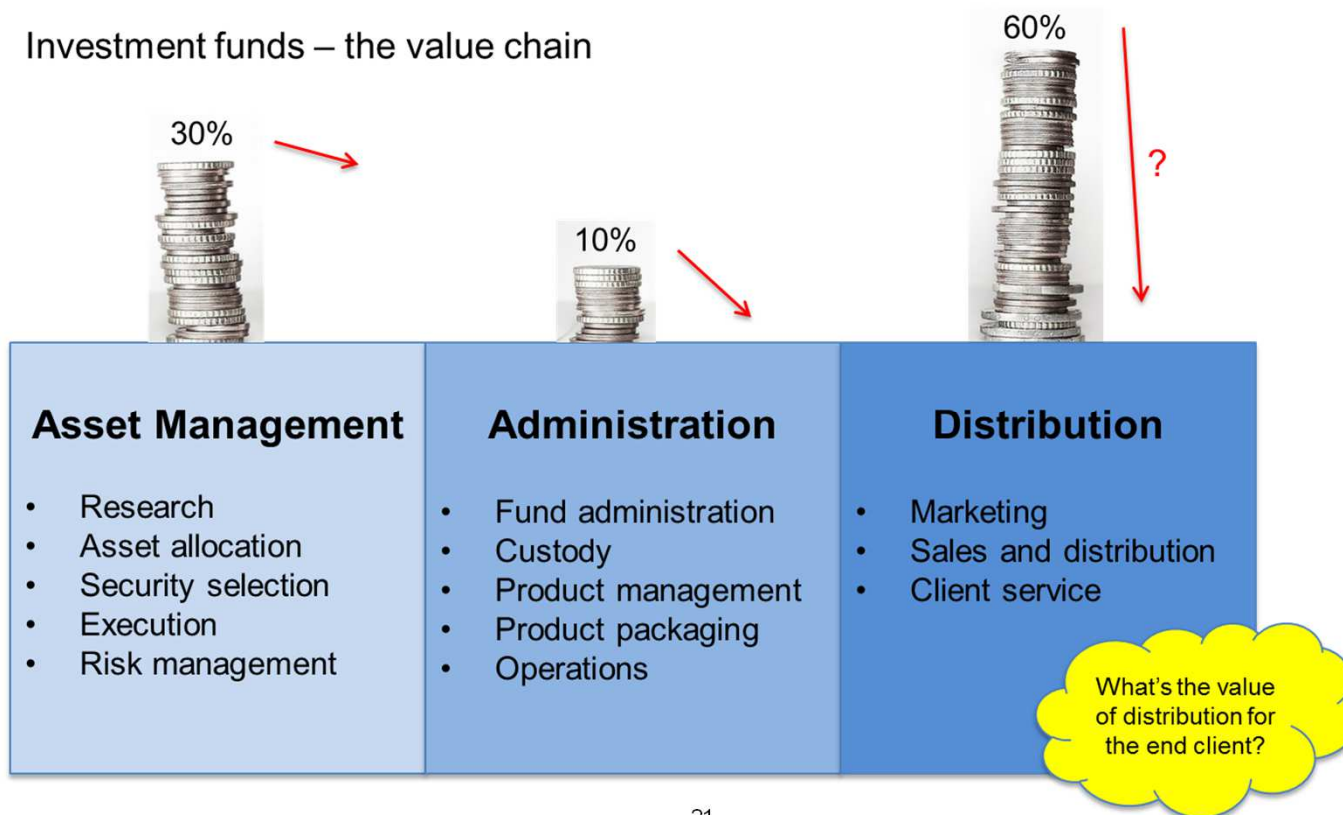 Investment funds – the value chain
30%
10%
60%
?
Asset Management
• Research
• Asset allocation
• Security selection
• Execution
• Risk management
Administration
• Fund administration
• Custody
• Product management
• Product packaging
• Operations
Distribution
• Marketing
• Sales and distribution
• Client service
What's the value
of distribution for
the end client?